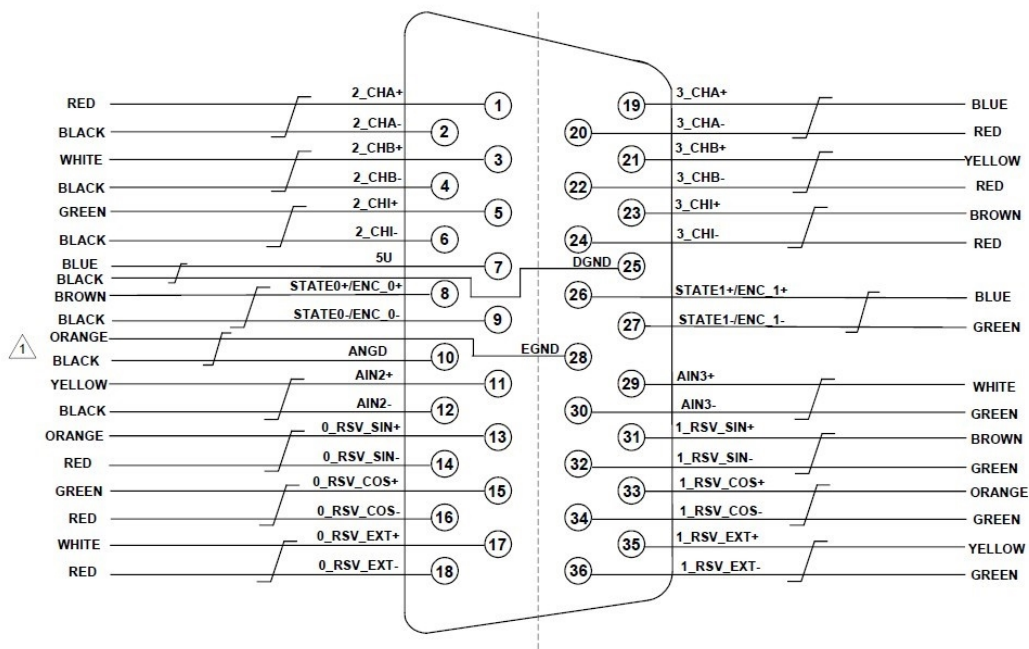 2_CHA+
3_CHA+
RED 1 19 BLUE
2_CHA- 3_CHA-
BLACK 2 20 RED
2_CHB+ 3_CHB+
WHITE 3 21 YELLOW
2_CHB- 3_CHB-
BLACK 4 22 RED
2_CHI+ 3_CHI+
GREEN 5 23 BROWN
2_CHI- 3_CHI-
BLACK 6 24 RED
5U DGND
BLUE 7 25
BLACK
STATE0+/ENC_0+ STATE1+/ENC_1+
BROWN 8 26 BLUE
STATE0-/ENC_0- STATE1-/ENC_1-
BLACK 9 27 GREEN
ORANGE
1 ANGD EGND
BLACK 10 28
AIN2+ AIN3+
YELLOW 11 29 WHITE
AIN2- AIN3-
BLACK 12 30 GREEN
0_RSV_SIN+ 1_RSV_SIN+
ORANGE 13 31 BROWN
0_RSV_SIN- 1_RSV_SIN-
RED 14 32 GREEN
0_RSV_COS+ 1_RSV_COS+
GREEN 15 33 ORANGE
0_RSV_COS- 1_RSV_COS-
RED 16 34 GREEN
0_RSV_EXT+ 1_RSV_EXT+
WHITE 17 35 YELLOW
0_RSV_EXT- 1_RSV_EXT-
RED 18 36 GREEN